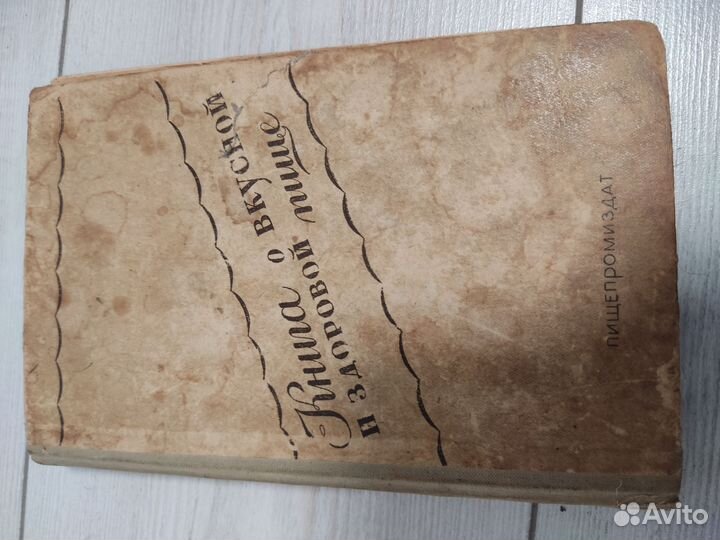 Книга о вкусной
и здоровой пище
ПИЩЕПРОМИЗДАТ
Avito